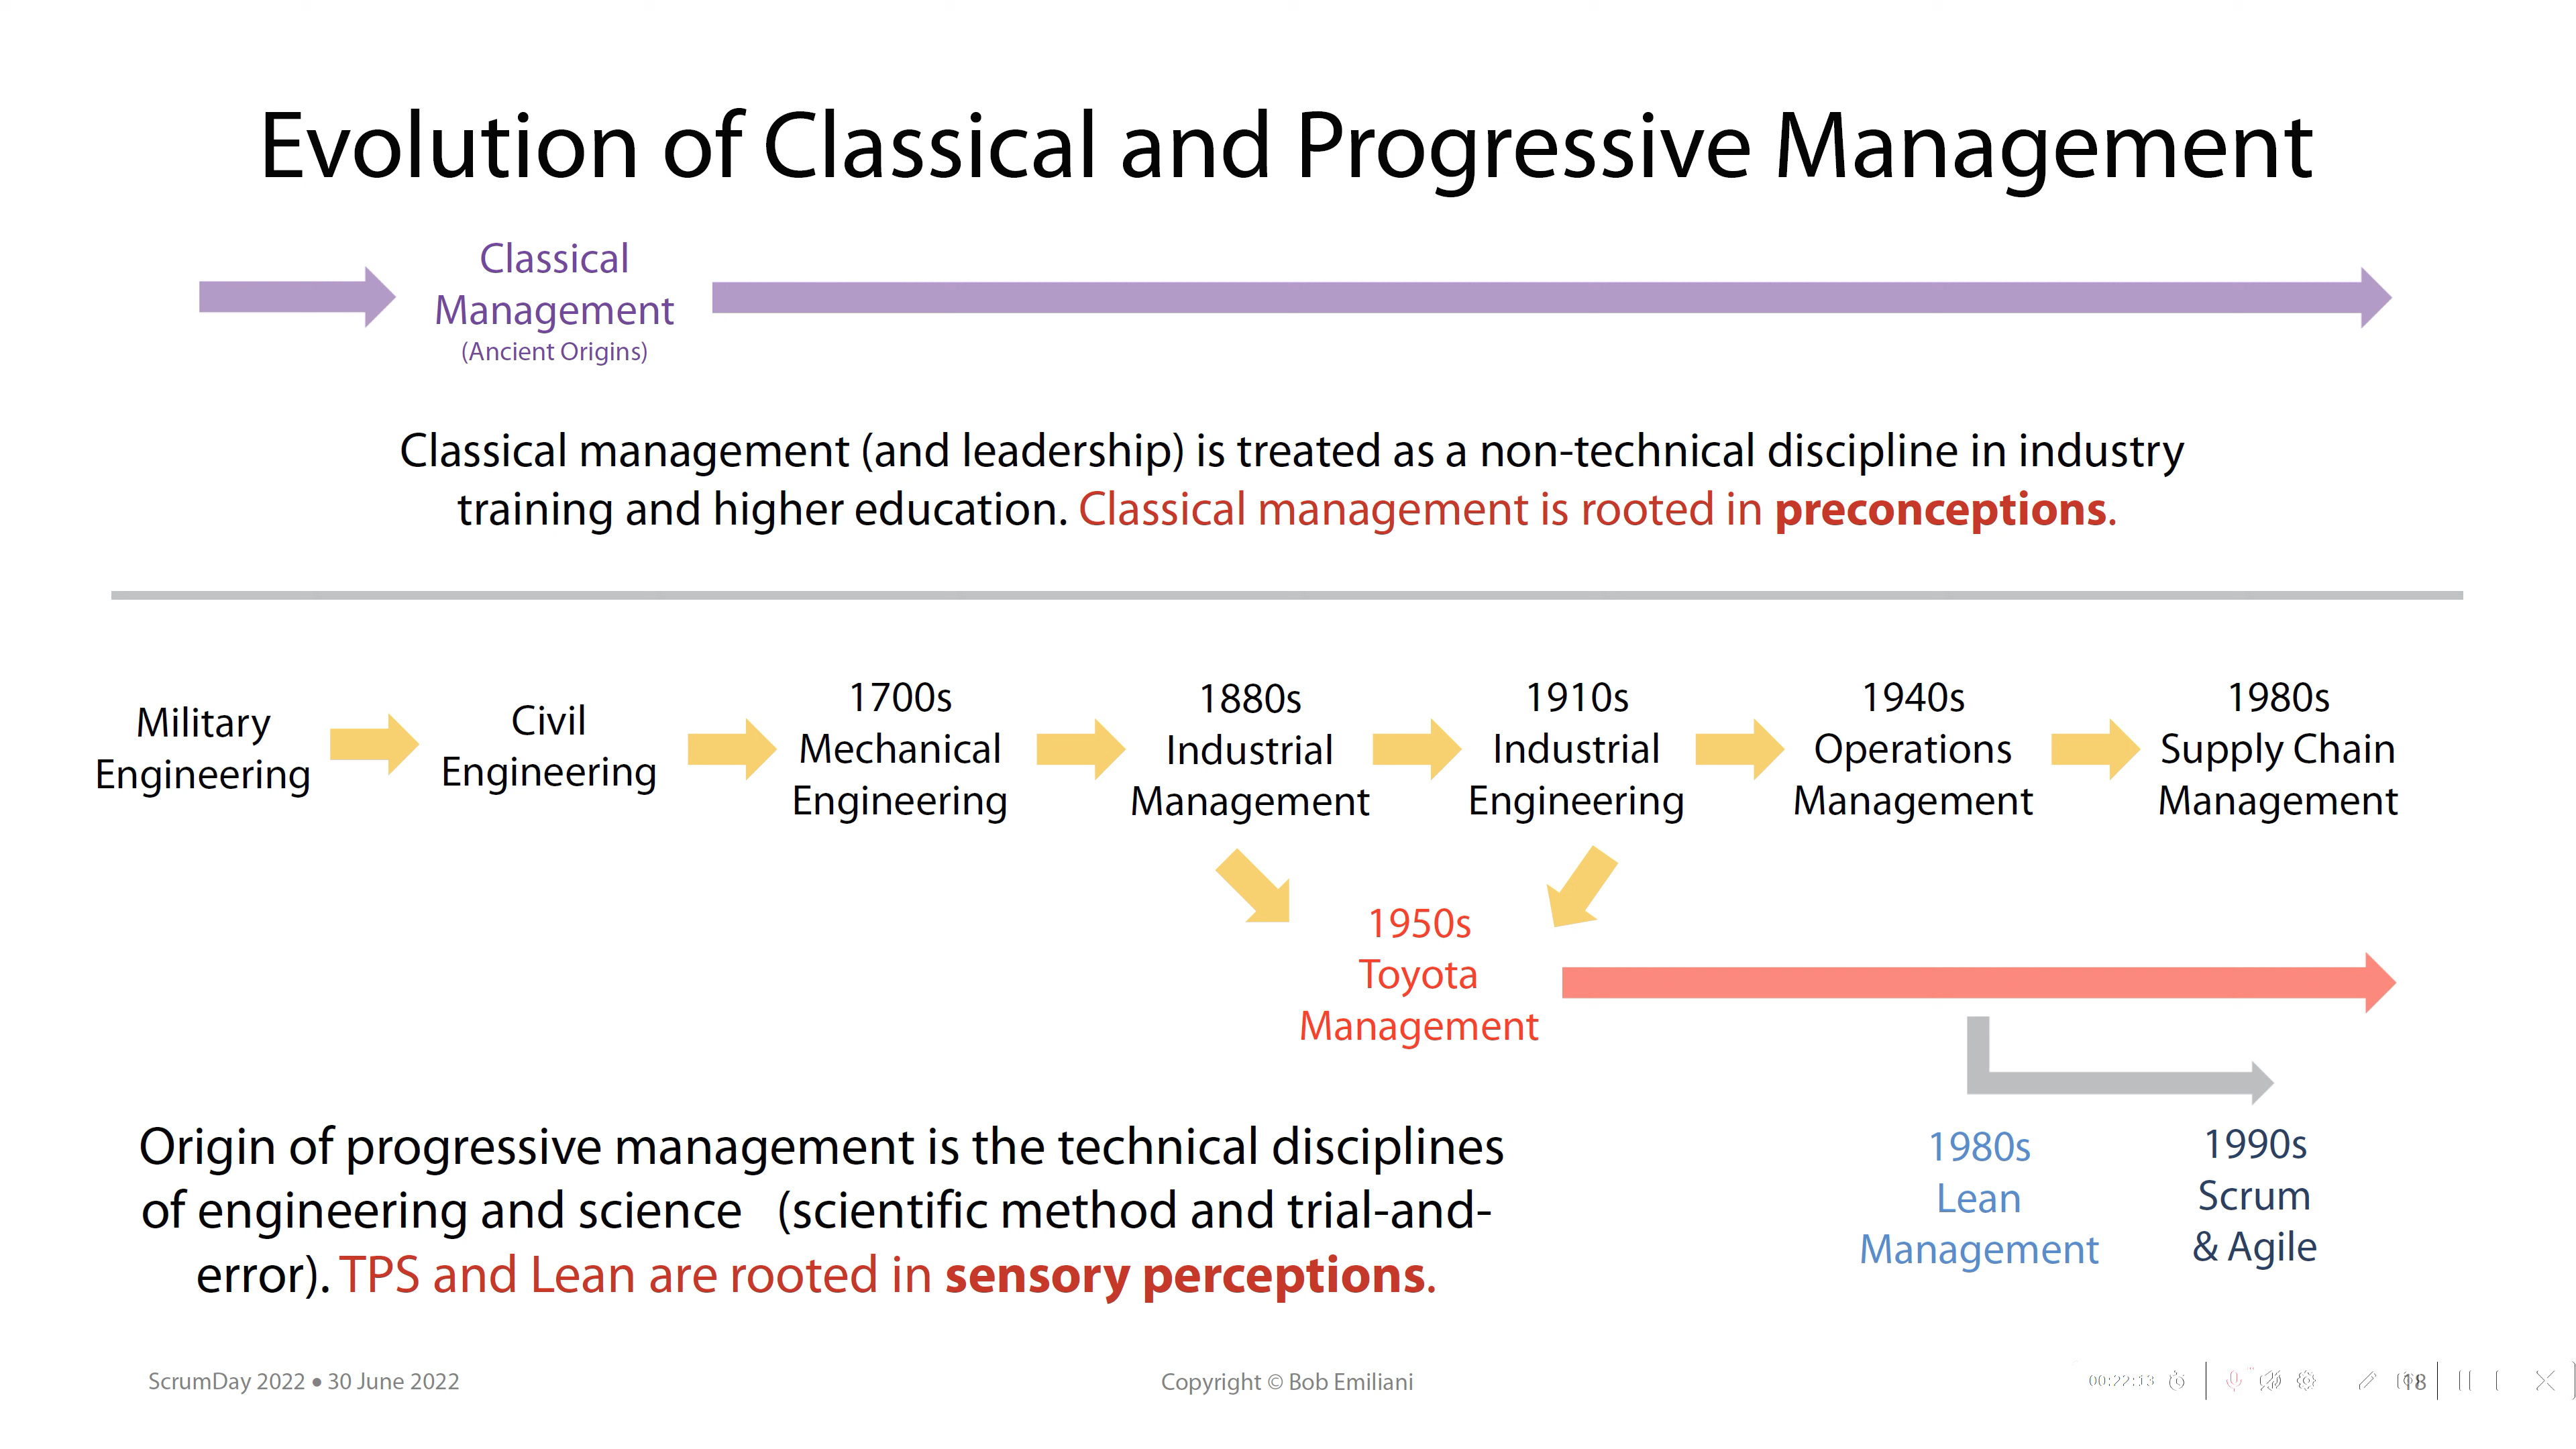 Evolution of Classical and Progressive Management
Classical
Management
(Ancient Origins)
Classical management (and leadership) is treated as a non-technical discipline in industry
training and higher education. Classical management is rooted in preconceptions.
Military
Engineering
Civil
Engineering
1700s
Mechanical
Engineering
1880s
Industrial
Management
1910s
Industrial
Engineering
1940s
Operations
Management
1980s
Supply Chain
Management
1950s
Toyota
Management
Origin of progressive management is the technical disciplines
of engineering and science (scientific method and trial-and-
error). TPS and Lean are rooted in sensory perceptions.
1980s
Lean
Management
1990s
Scrum
& Agile
ScrumDay 2022 • 30 June 2022
Copyright © Bob Emiliani
00:22:13
18